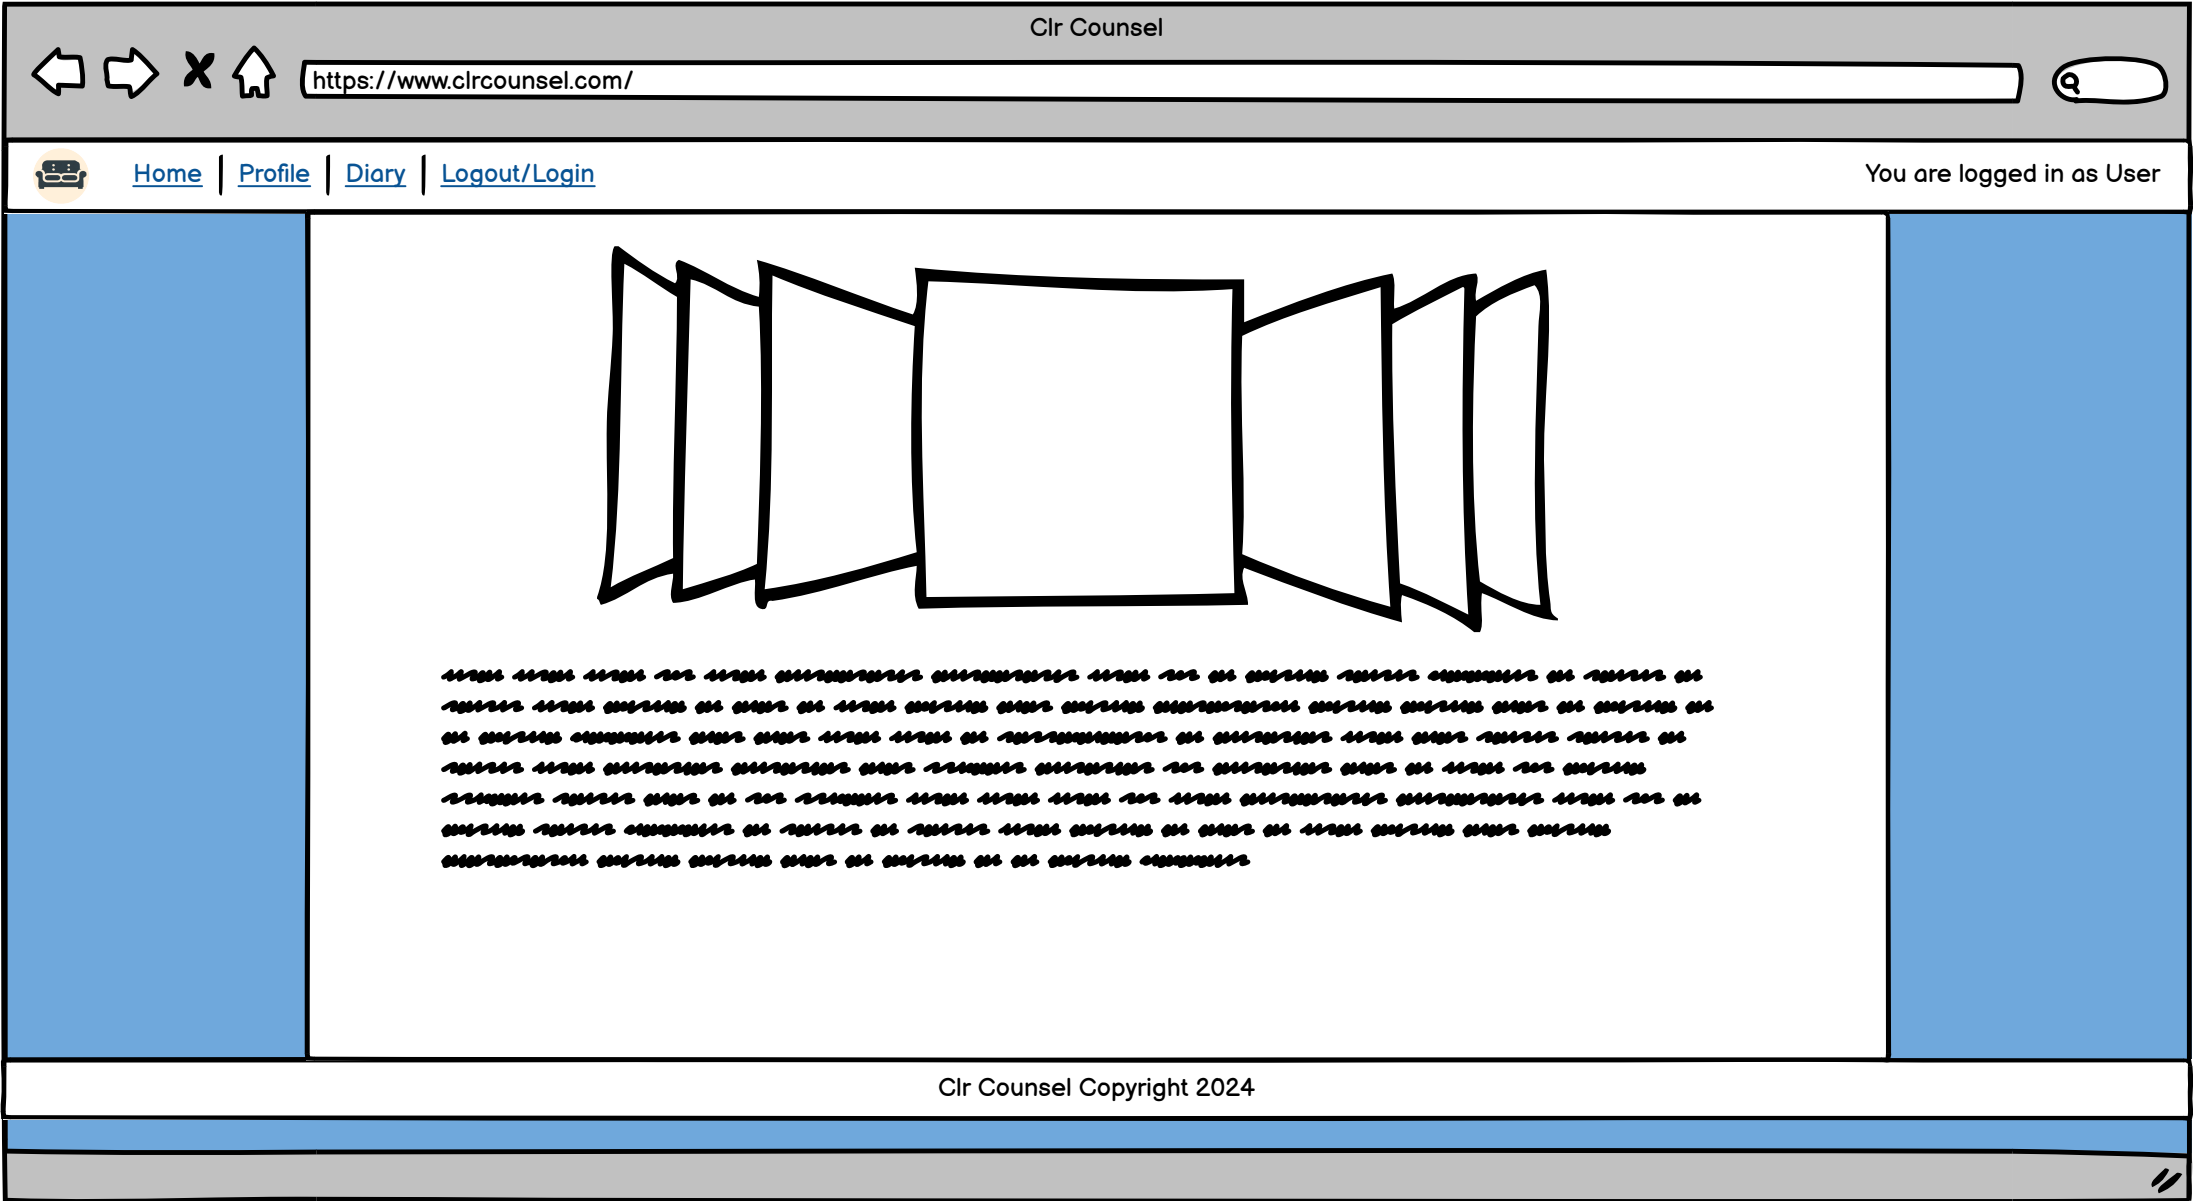 Clr Counsel
https://www.clrcounsel.com/
Home | Profile | Diary | Logout/Login
You are logged in as User
Clr Counsel Copyright 2024